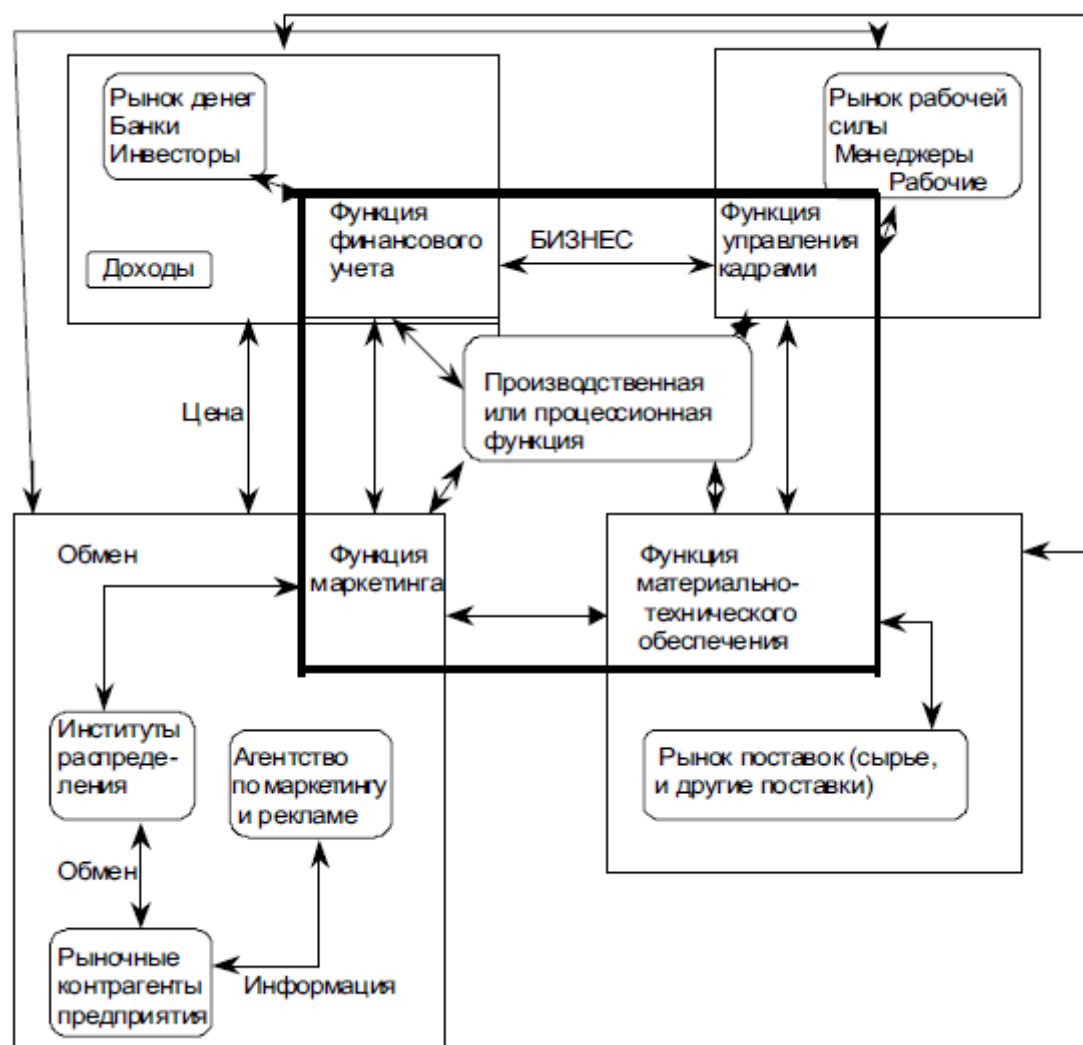 Рынок денег
Банки
Инвесторы
Рынок рабочей
силы
Менеджеры
Рабочие
Функция
финансового
учета
БИЗНЕС
Функция
управления
кадрами
Доходы
Цена
Производственная
или процессионная
функция
Обмен
Функция
маркетинга
Функция
материально-
технического
обеспечения
Институты
распреде-
ления
Агентство
по маркетингу
и рекламе
Рынок поставок (сырье,
и другие поставки)
Обмен
Рыночные
контрагенты
предприятия
Информация